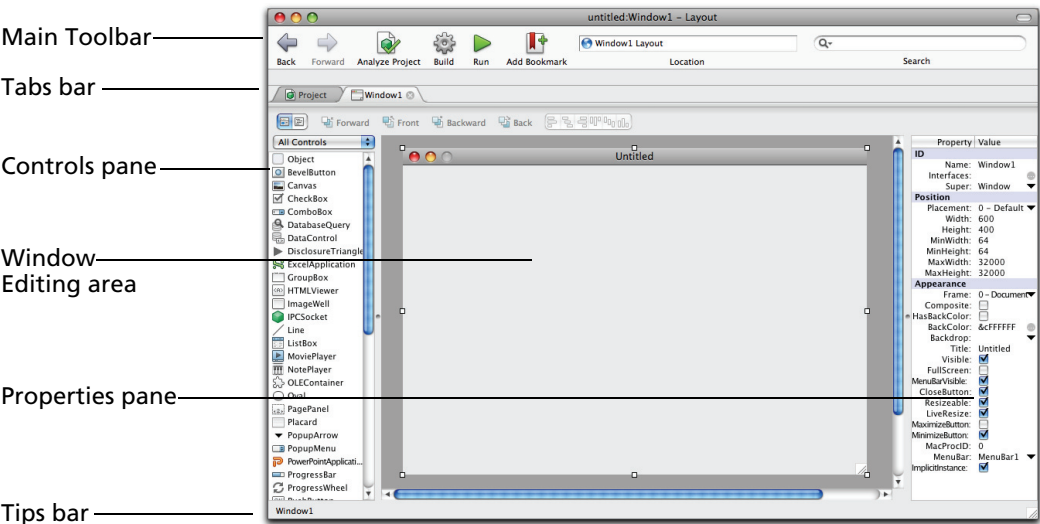 untitled:Window1 – Layout
Main Toolbar
Back Forward Analyze Project Build Run Add Bookmark
Window1 Layout
Location
Search
Tabs bar
Project Window1
Forward Front Backward Back
All Controls
Controls pane
Object
BevelButton
Canvas
CheckBox
ComboBox
DatabaseQuery
DataControl
DisclosureTriangle
ExcelApplication
GroupBox
HTMLViewer
ImageWell
IPCSocket
Line
ListBox
MoviePlayer
NotePlayer
OLEContainer
Oval
PagePanel
Placard
PopupArrow
PopupMenu
PowerPointApplicati...
ProgressBar
ProgressWheel
PushButton
Window
Editing area
Untitled
Properties pane
Property Value
ID
Name: Window1
Interfaces:
Super: Window
Position
Placement: 0 – Default
Width: 600
Height: 400
MinWidth: 64
MinHeight: 64
MaxWidth: 32000
MaxHeight: 32000
Appearance
Frame: 0 – Document
Composite:
HasBackColor:
BackColor: &cFFFFFF
Backdrop:
Title: Untitled
Visible:
FullScreen:
MenuBarVisible:
CloseButton:
Resizeable:
LiveResize:
MaximizeButton:
MinimizeButton:
MacProcID: 0
MenuBar: MenuBar1
ImplicitInstance:
Tips bar
Window1